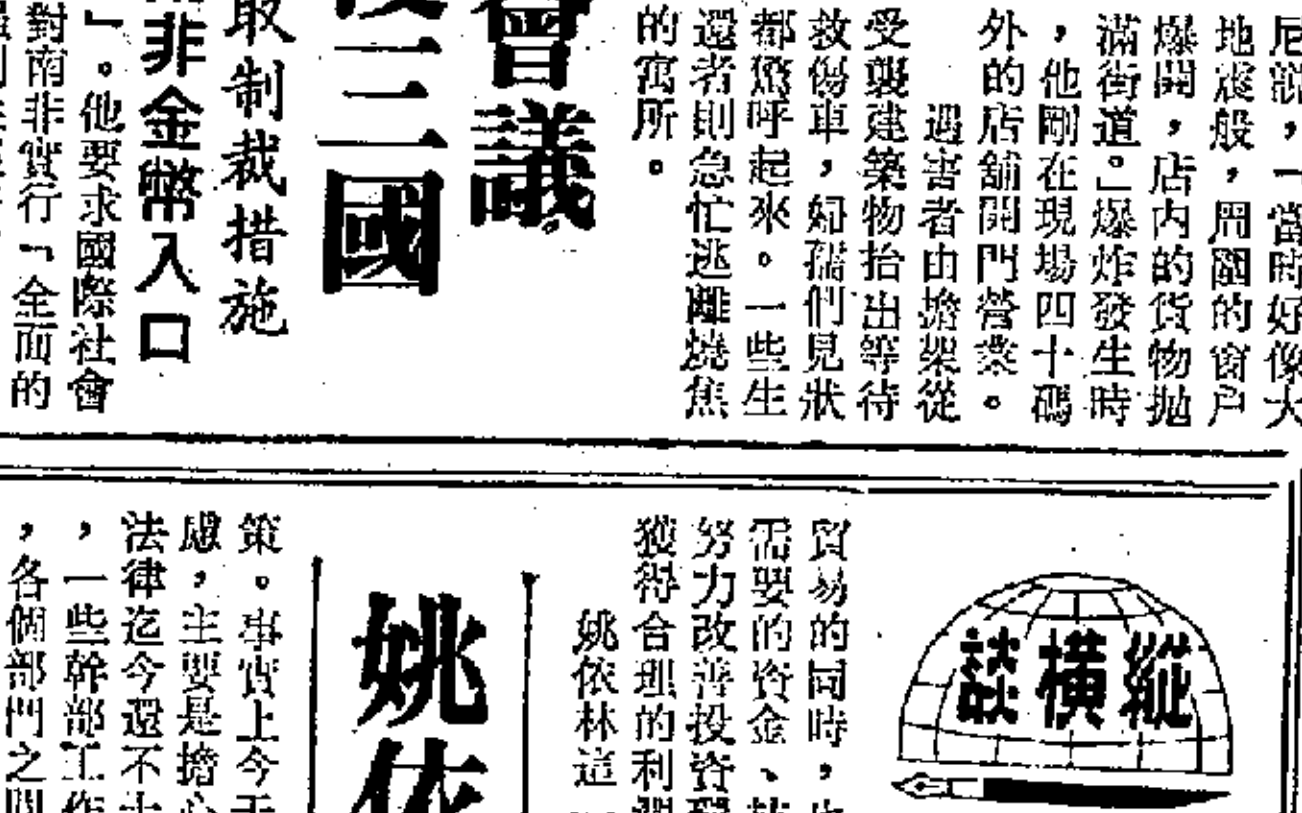 尼說，一當時好像大
地震般，周圍的窗戶
爆開，店內的貨物拋
滿街道。」爆炸發生時
，他剛在現場四十碼
外的店舖開門營業。
遇害者由擔架從
受襲建築物抬出等待
救傷車，婦孺們見狀
都驚呼起來。一些生
還者則急忙逃離燒焦
的寓所。
會議
三國
取制裁措施
非金幣入口
」。他要求國際社會
對南非實行「全面的
縱橫談
貿易的同時，
需要的資金、技
努力改善投資環
獲得合理的利
姚依林這
姚依
策。事實上今天
慮，主要是擔心
法律迄今還不
，一些幹部工作
，各個部門之間